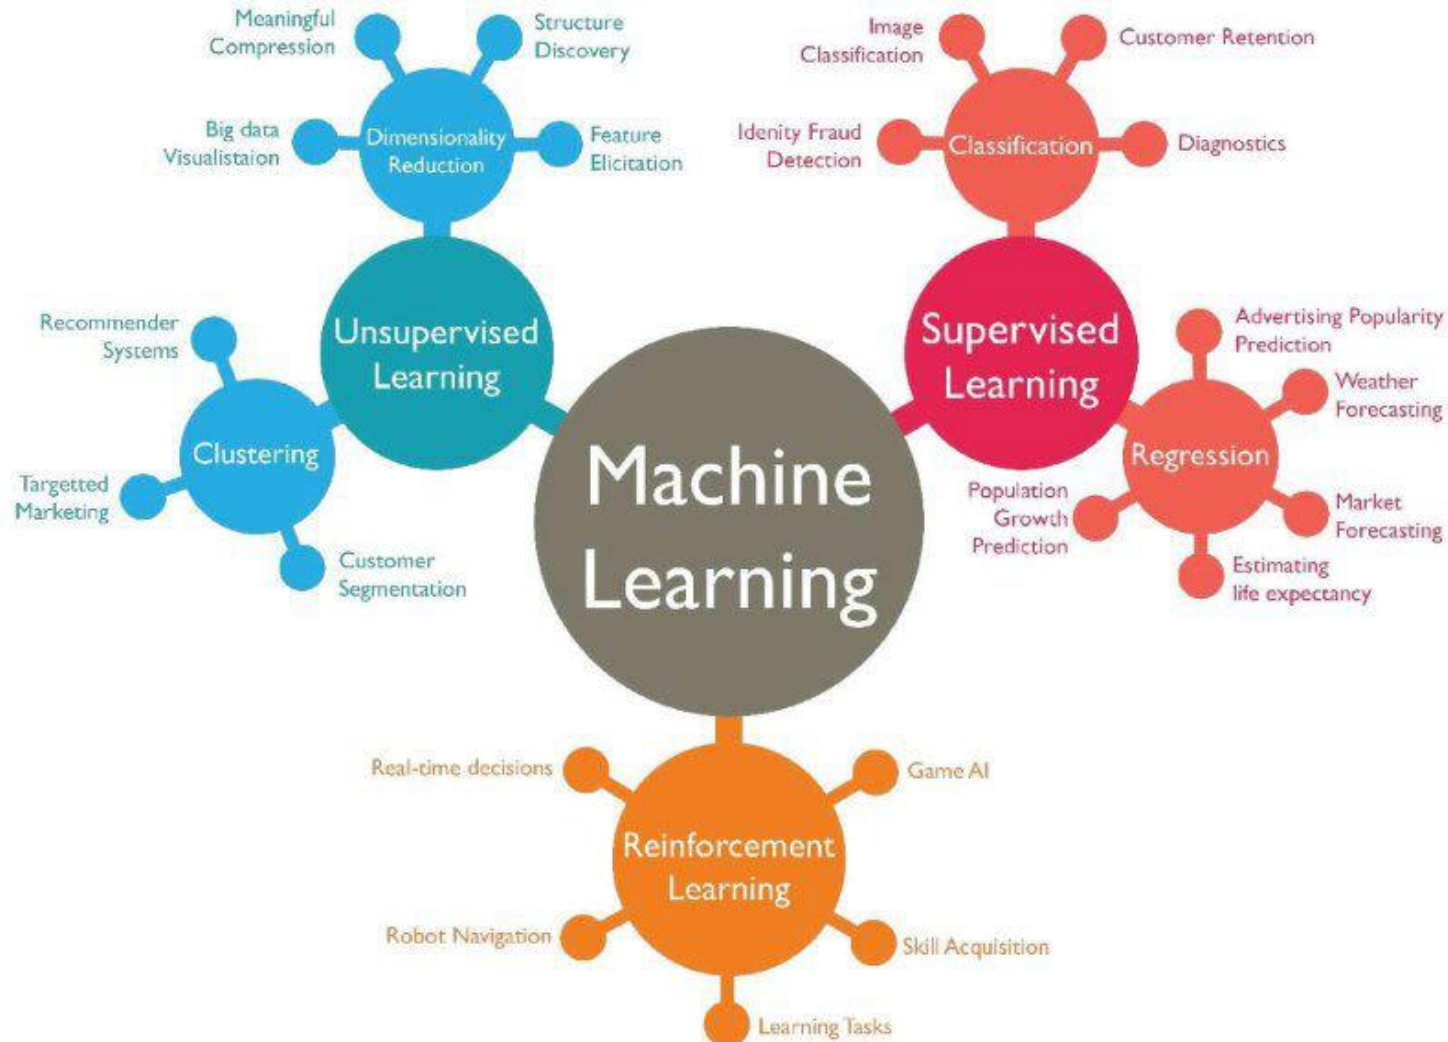 Meaningful
Compression
Structure
Discovery
Big data
Visualistaion
Dimensionality
Reduction
Feature
Elicitation
Image
Classification
Customer Retention
Idenity Fraud
Detection
Classification
Diagnostics
Unsupervised
Learning
Supervised
Learning
Recommender
Systems
Clustering
Targetted
Marketing
Customer
Segmentation
Machine
Learning
Advertising Popularity
Prediction
Weather
Forecasting
Regression
Population
Growth
Prediction
Market
Forecasting
Estimating
life expectancy
Real-time decisions
Game AI
Reinforcement
Learning
Robot Navigation
Skill Acquisition
Learning Tasks